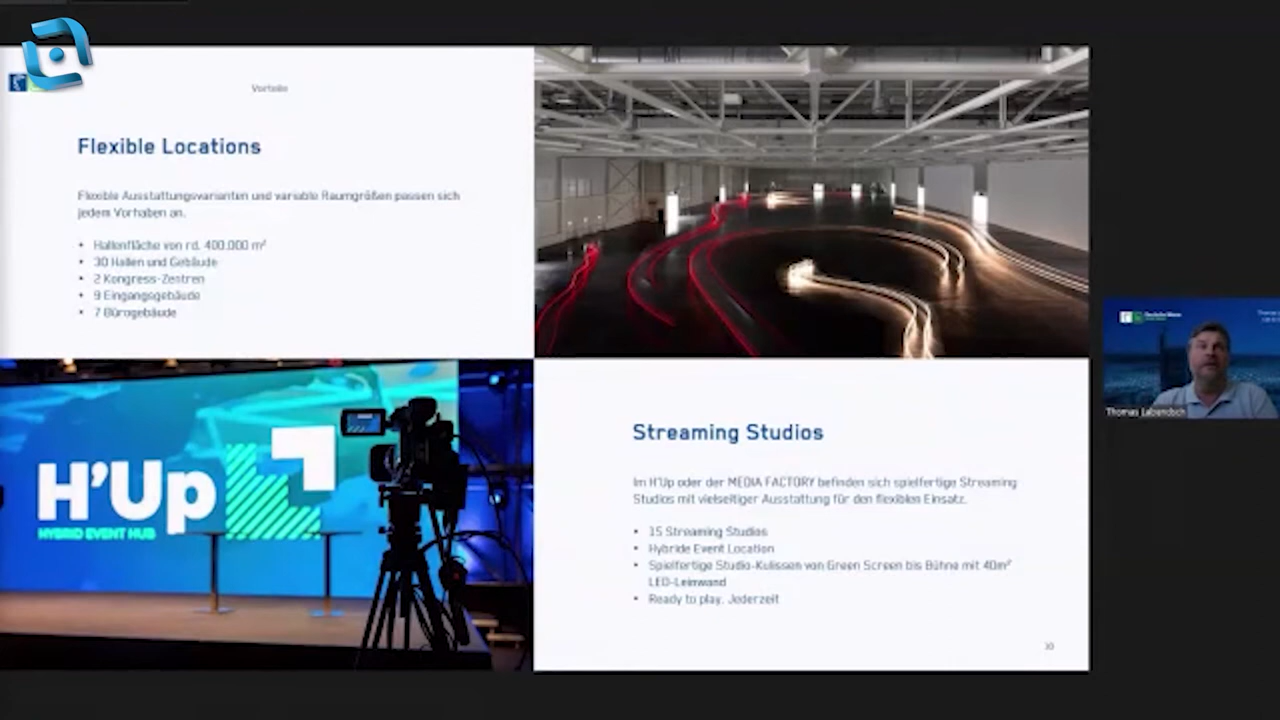 Vorteile
Flexible Locations
Flexible Ausstattungsvarianten und variable Raumgrößen passen sich
jedem Vorhaben an.
• Hallenfläche von rd. 400.000 m²
• 30 Hallen und Gebäude
• 2 Kongress-Zentren
• 9 Eingangsgebäude
• 7 Bürogebäude
H'Up
HYBRID EVENT HUB
Streaming Studios
Im H'Up oder der MEDIA FACTORY befinden sich spielfertige Streaming
Studios mit vielseitiger Ausstattung für den flexiblen Einsatz.
• 15 Streaming Studios
• Hybride Event Location
• Spielfertige Studio-Kulissen von Green Screen bis Bühne mit 40m²
LED-Leinwand
• Ready to play. Jederzeit
10
Deutsche Messe
Thomas Labendsch